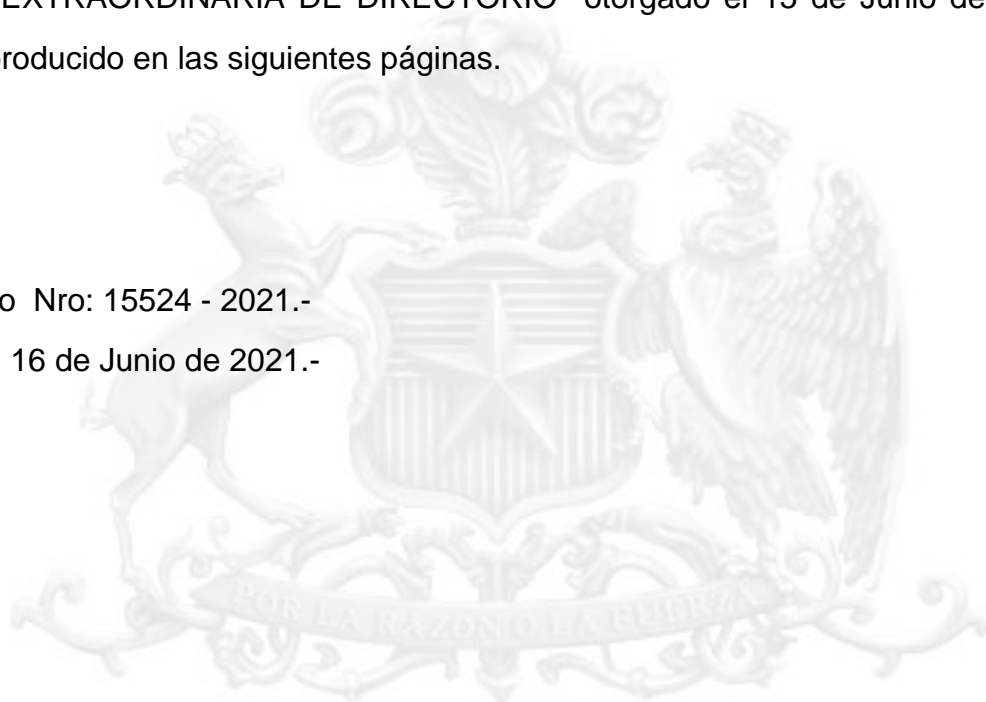 EXTRAORDINARIA DE DIRECTORIO" otorgado el 15 de Junio de
producido en las siguientes páginas.
o Nro: 15524 - 2021.-
16 de Junio de 2021.-
POR LA RAZON O LA FUERZA